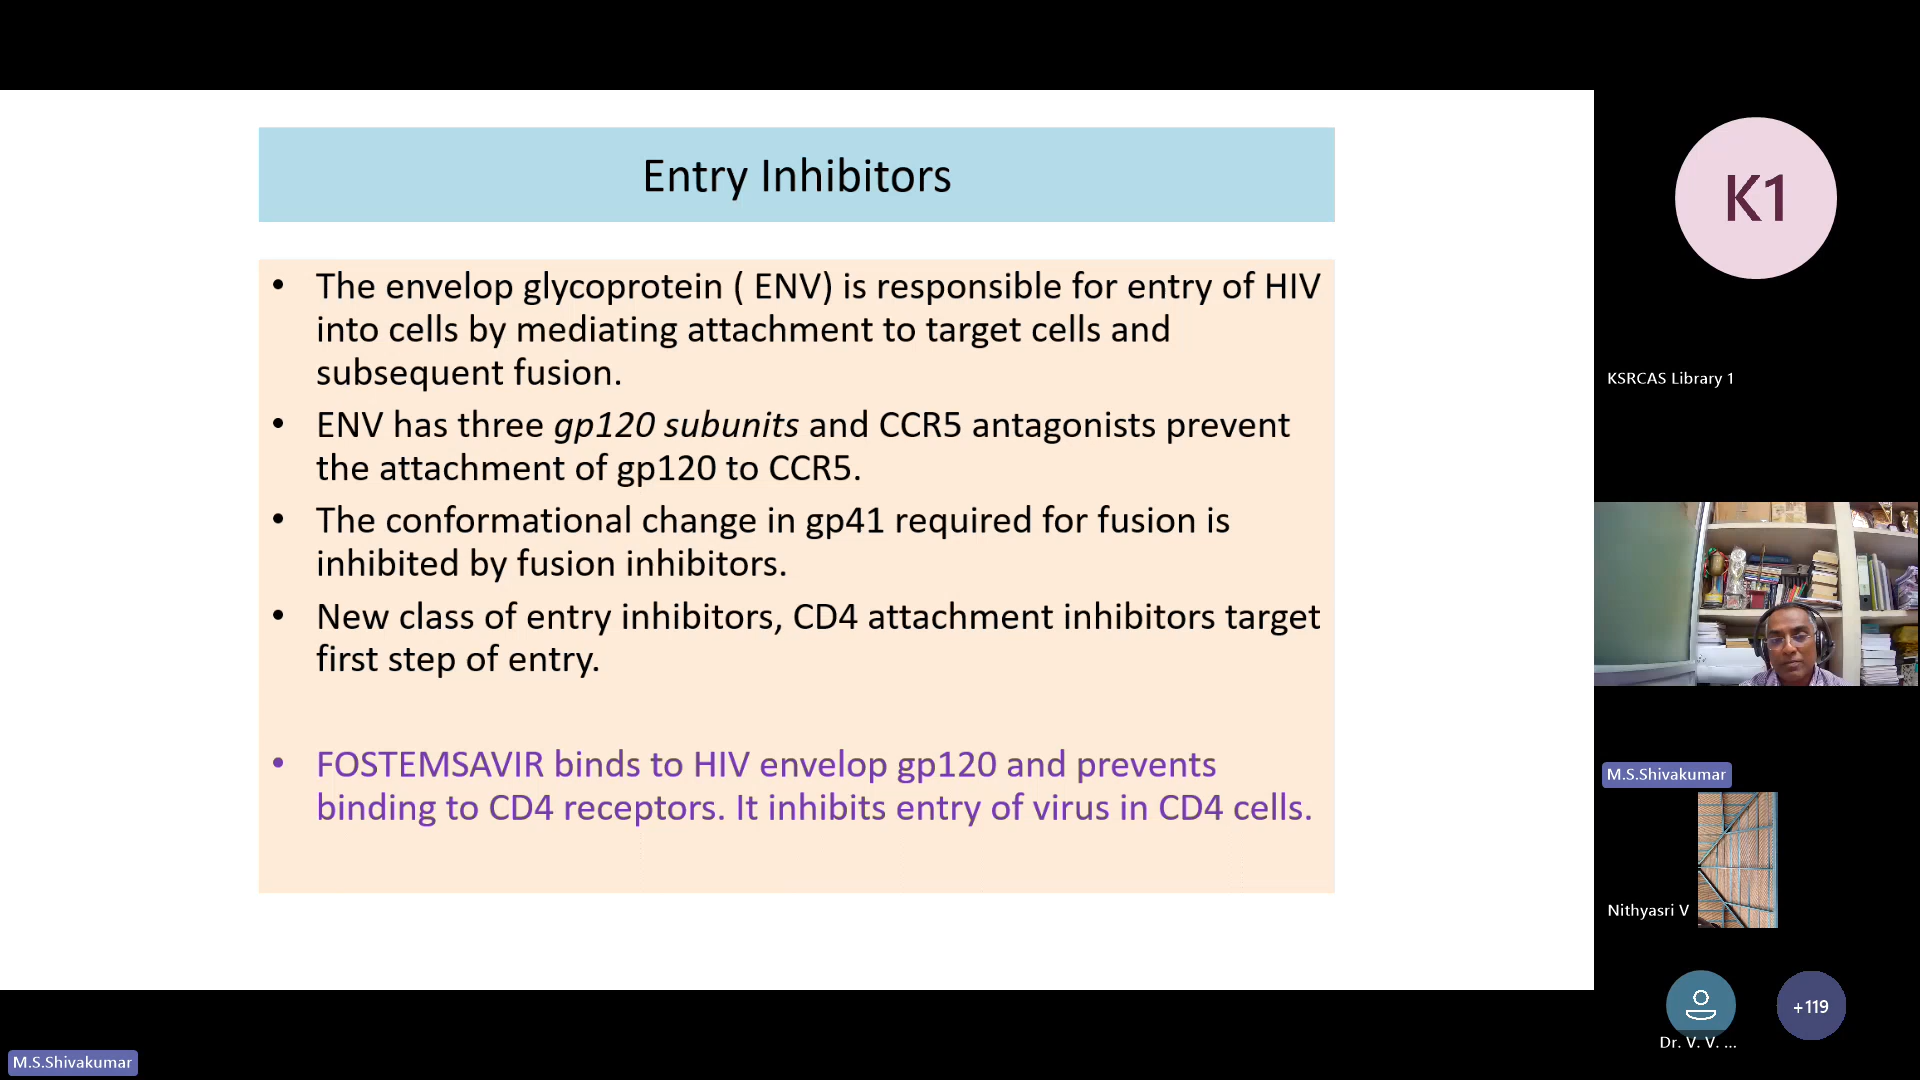 Entry Inhibitors
• The envelop glycoprotein ( ENV) is responsible for entry of HIV
into cells by mediating attachment to target cells and
subsequent fusion.
• ENV has three gp120 subunits and CCR5 antagonists prevent
the attachment of gp120 to CCR5.
• The conformational change in gp41 required for fusion is
inhibited by fusion inhibitors.
• New class of entry inhibitors, CD4 attachment inhibitors target
first step of entry.
• FOSTEMSAVIR binds to HIV envelop gp120 and prevents
binding to CD4 receptors. It inhibits entry of virus in CD4 cells.
K1
KSRCAS Library 1
M.S.Shivakumar
Nithyasri V
+119
Dr. V. V. ...
M.S.Shivakumar